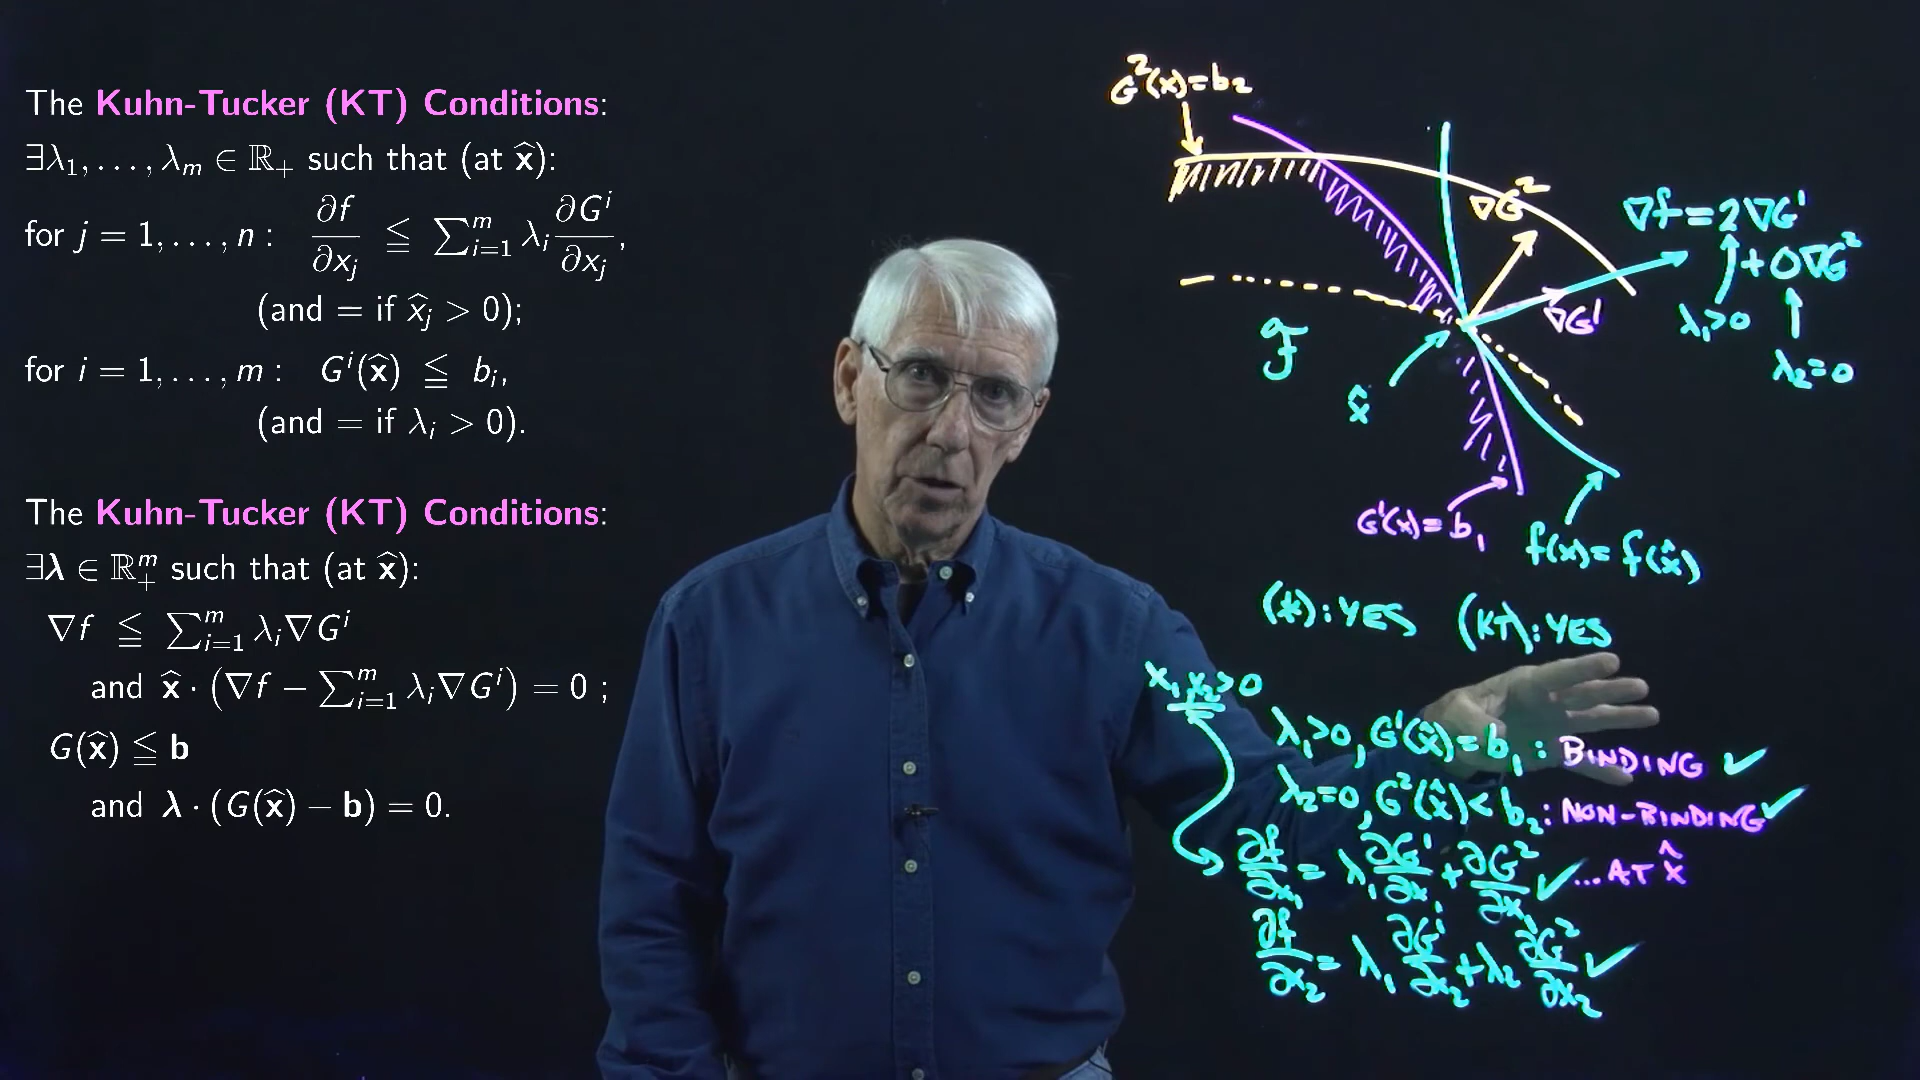 The Kuhn-Tucker (KT) Conditions:
∃λ₁, . . . , λₘ ∈ ℝ₊ such that (at x̂):
for j = 1, . . . , n : ∂f/∂xⱼ ≦ ∑ᵢ₌₁ᵐ λᵢ ∂Gⁱ/∂xⱼ,
(and = if x̂ⱼ > 0);
for i = 1, . . . , m : Gⁱ(x̂) ≦ bᵢ,
(and = if λᵢ > 0).
The Kuhn-Tucker (KT) Conditions:
∃λ ∈ ℝ₊ᵐ such that (at x̂):
∇f ≦ ∑ᵢ₌₁ᵐ λᵢ∇Gⁱ
and x̂ · (∇f − ∑ᵢ₌₁ᵐ λᵢ∇Gⁱ) = 0 ;
G(x̂) ≦ b
and λ · (G(x̂) − b) = 0.
G²(x)=b₂
∇G²
∇f=2∇G¹
+0∇G²
∇G¹
λ₁>0
λ₂=0
F
x̂
G¹(x)=b₁
f(x)=f(x̂)
(*): YES (KT): YES
x₁,x₂>0
λ₁>0, G¹(x̂)=b₁: BINDING ✓
λ₂=0, G²(x̂)<b₂: NON-BINDING ✓
∂f/∂x₁ = λ₁ ∂G¹/∂x₁ + ∂G²/∂x₁ ✓ ...AT x̂
∂f/∂x₂ = λ₁ ∂G¹/∂x₂ + λ₂ ∂G²/∂x₂ ✓